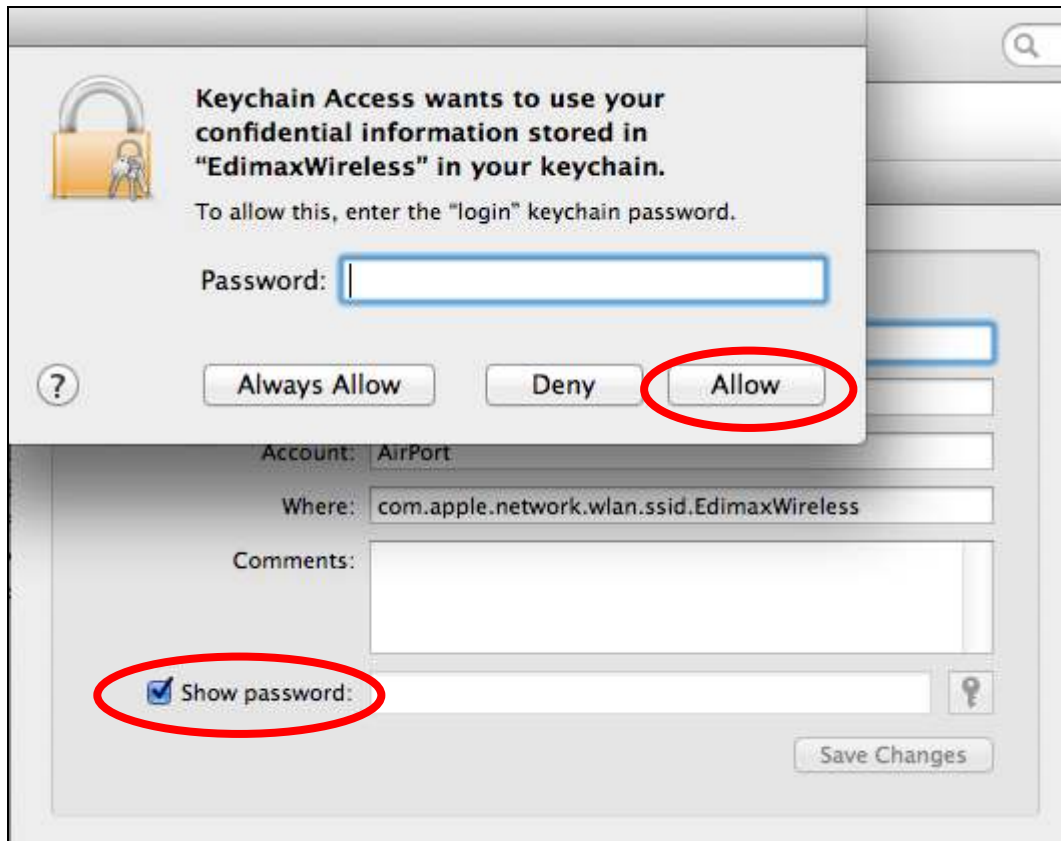 Keychain Access wants to use your
confidential information stored in
“EdimaxWireless” in your keychain.
To allow this, enter the “login” keychain password.
Password:
? Always Allow Deny Allow
Account: AirPort
Where: com.apple.network.wlan.ssid.EdimaxWireless
Comments:
Show password:
Save Changes